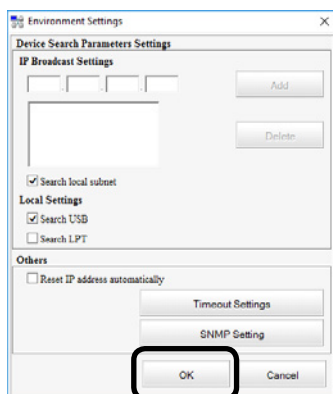 Environment Settings
Device Search Parameters Settings
IP Broadcast Settings
. . .
Add
Delete
Search local subnet
Local Settings
Search USB
Search LPT
Others
Reset IP address automatically
Timeout Settings
SNMP Setting
OK Cancel